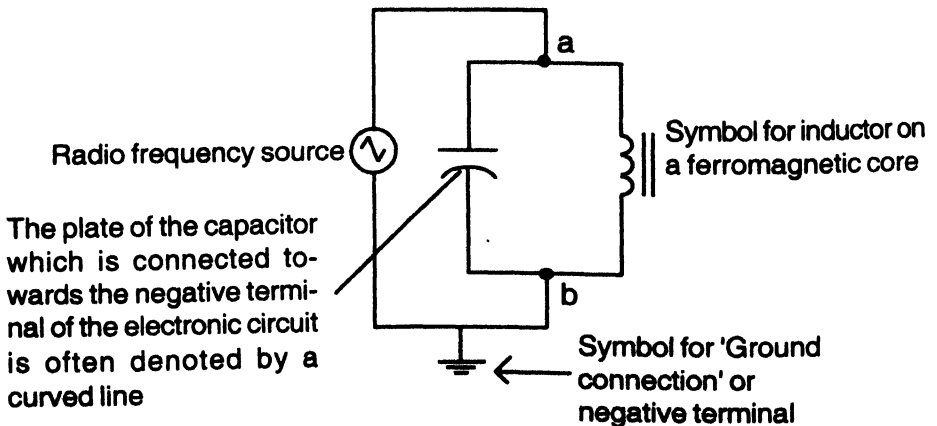 a
Radio frequency source
Symbol for inductor on
a ferromagnetic core
The plate of the capacitor
which is connected to-
wards the negative termi-
nal of the electronic circuit
is often denoted by a
curved line
b
Symbol for 'Ground
connection' or
negative terminal